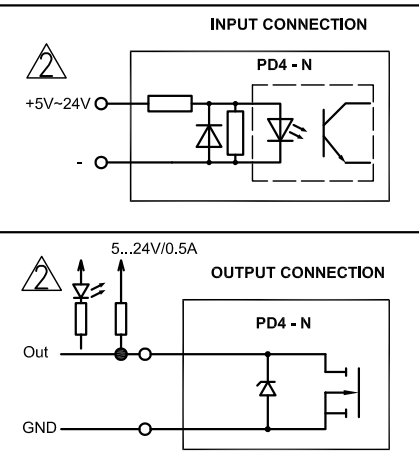 INPUT CONNECTION
2
PD4 - N
+5V~24V
-
5...24V/0.5A
2
OUTPUT CONNECTION
PD4 - N
Out
GND